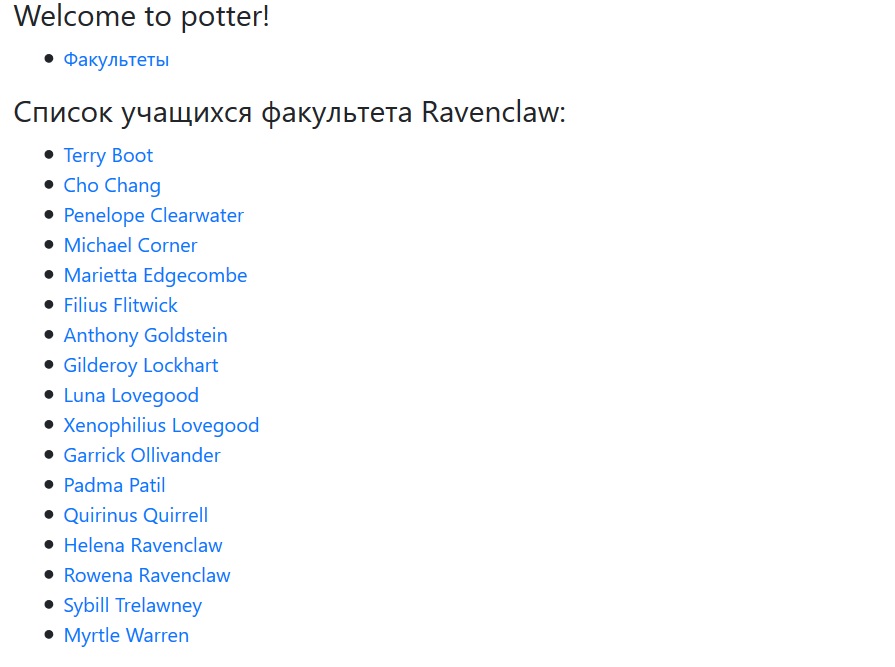 Welcome to potter!
Факультеты
Список учащихся факультета Ravenclaw:
Terry Boot
Cho Chang
Penelope Clearwater
Michael Corner
Marietta Edgecombe
Filius Flitwick
Anthony Goldstein
Gilderoy Lockhart
Luna Lovegood
Xenophilius Lovegood
Garrick Ollivander
Padma Patil
Quirinus Quirrell
Helena Ravenclaw
Rowena Ravenclaw
Sybill Trelawney
Myrtle Warren